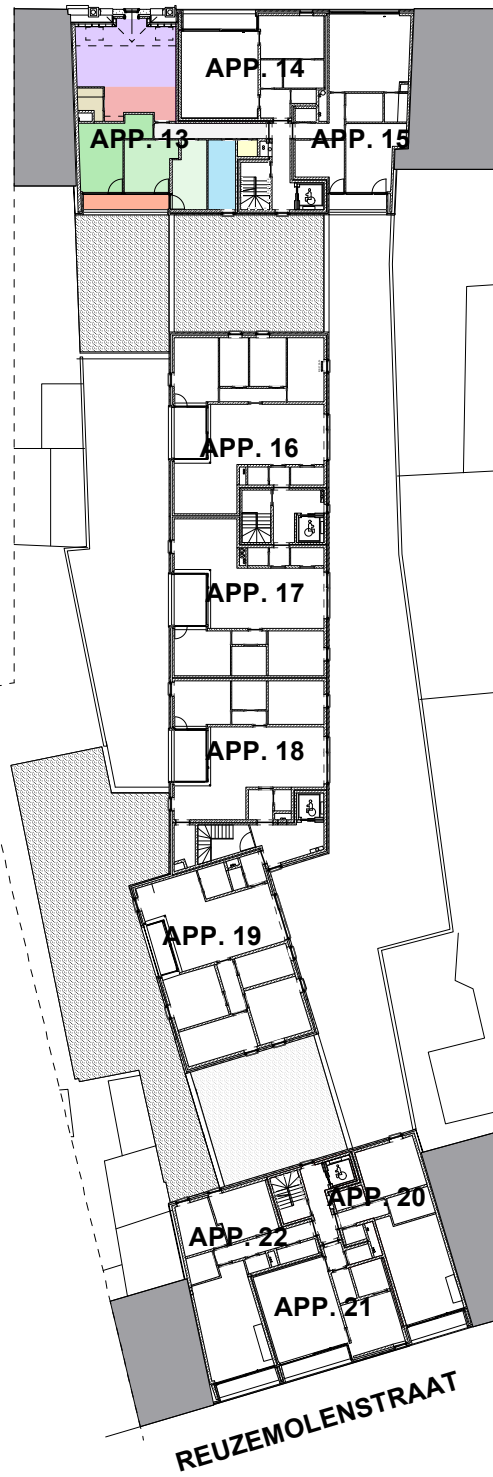 APP. 14
APP. 13
APP. 15
APP. 16
APP. 17
APP. 18
APP. 19
APP. 20
APP. 22
APP. 21
REUZEMOLENSTRAAT